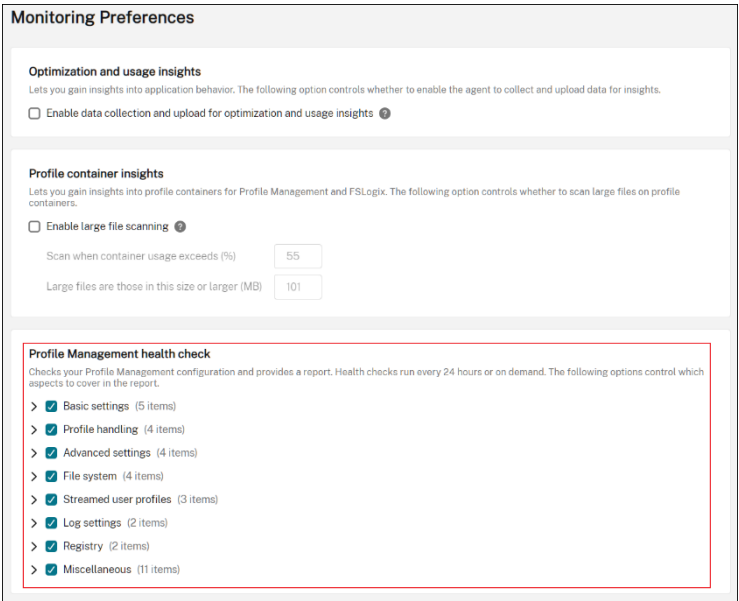 Monitoring Preferences
Optimization and usage insights
Lets you gain insights into application behavior. The following option controls whether to enable the agent to collect and upload data for insights.
Enable data collection and upload for optimization and usage insights ?
Profile container insights
Lets you gain insights into profile containers for Profile Management and FSLogix. The following option controls whether to scan large files on profile
containers.
Enable large file scanning ?
Scan when container usage exceeds (%) 55
Large files are those in this size or larger (MB) 101
Profile Management health check
Checks your Profile Management configuration and provides a report. Health checks run every 24 hours or on demand. The following options control which
aspects to cover in the report.
Basic settings (5 items)
Profile handling (4 items)
Advanced settings (4 items)
File system (4 items)
Streamed user profiles (3 items)
Log settings (2 items)
Registry (2 items)
Miscellaneous (11 items)